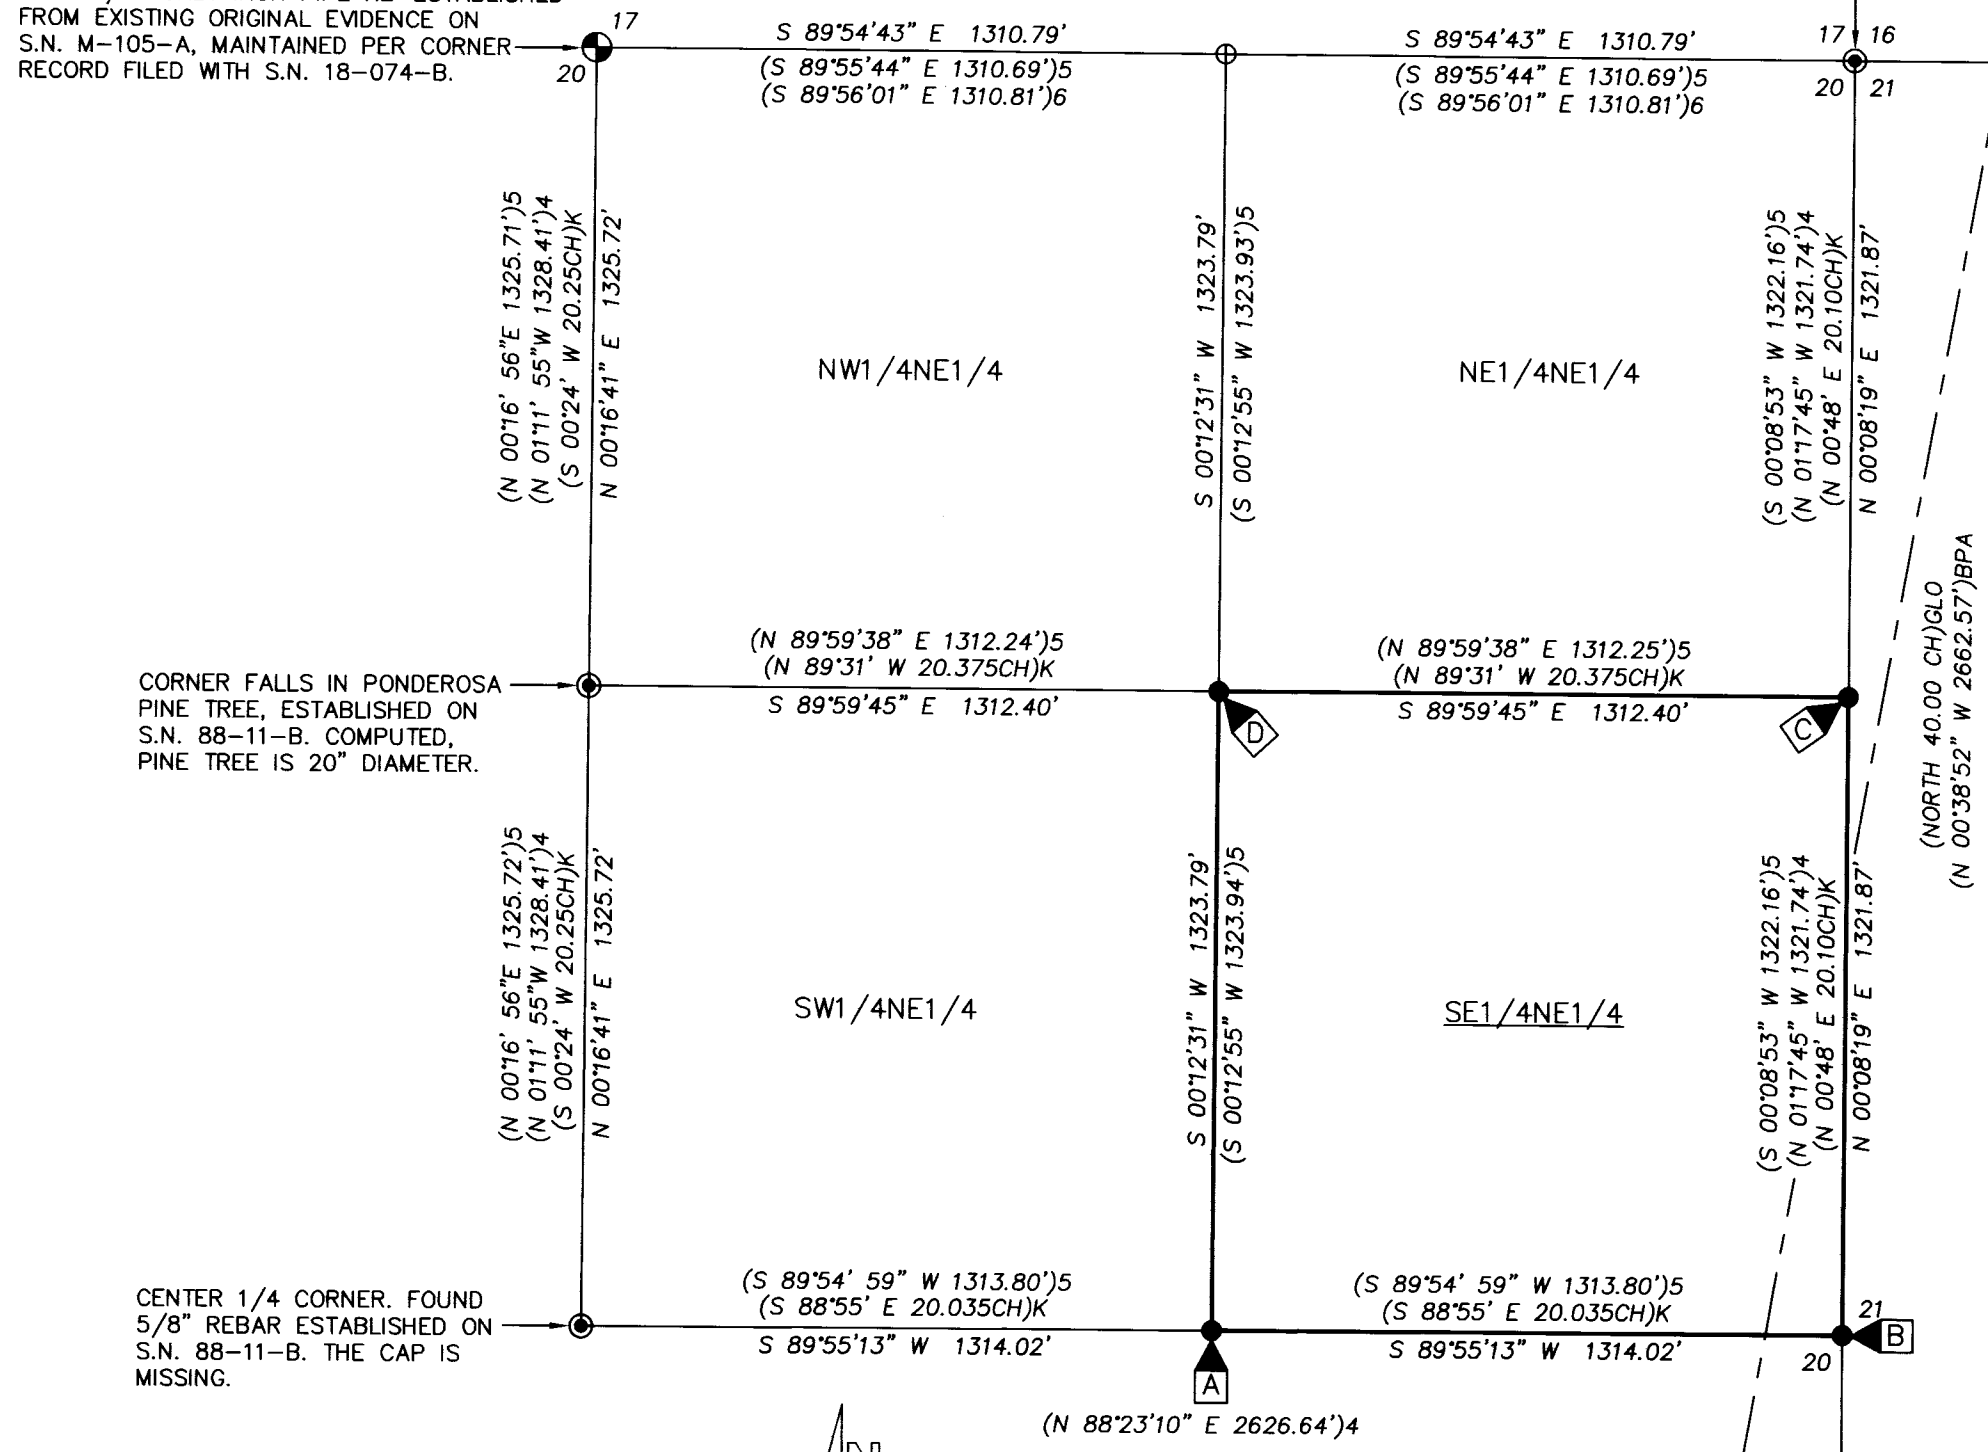 FROM EXISTING ORIGINAL EVIDENCE ON
S.N. M-105-A, MAINTAINED PER CORNER
RECORD FILED WITH S.N. 18-074-B.
17
20
S 89°54'43" E 1310.79'
(S 89°55'44" E 1310.69')5
(S 89°56'01" E 1310.81')6
S 89°54'43" E 1310.79'
(S 89°55'44" E 1310.69')5
(S 89°56'01" E 1310.81')6
17
16
20
21
(N 00°16' 56"E 1325.71')5
(N 01°11' 55"W 1328.41')4
(S 00°24' W 20.25CH)K
N 00°16'41" E 1325.72'
NW1/4NE1/4
S 00°12'31" W 1323.79'
(S 00°12'55" W 1323.93')5
NE1/4NE1/4
(S 00°08'53" W 1322.16')5
(N 01°17'45" W 1321.74')4
(N 00°48' E 20.10CH)K
N 00°08'19" E 1321.87'
(NORTH 40.00 CH)GLO
(N 00°38'52" W 2662.57')BPA
CORNER FALLS IN PONDEROSA
PINE TREE, ESTABLISHED ON
S.N. 88-11-B. COMPUTED,
PINE TREE IS 20" DIAMETER.
(N 89°59'38" E 1312.24')5
(N 89°31' W 20.375CH)K
S 89°59'45" E 1312.40'
(N 89°59'38" E 1312.25')5
(N 89°31' W 20.375CH)K
S 89°59'45" E 1312.40'
D
C
(N 00°16' 56"E 1325.72')5
(N 01°11' 55"W 1328.41')4
(S 00°24' W 20.25CH)K
N 00°16'41" E 1325.72'
SW1/4NE1/4
S 00°12'31" W 1323.79'
(S 00°12'55" W 1323.94')5
SE1/4NE1/4
(S 00°08'53" W 1322.16')5
(N 01°17'45" W 1321.74')4
(N 00°48' E 20.10CH)K
N 00°08'19" E 1321.87'
CENTER 1/4 CORNER. FOUND
5/8" REBAR ESTABLISHED ON
S.N. 88-11-B. THE CAP IS
MISSING.
(S 89°54' 59" W 1313.80')5
(S 88°55' E 20.035CH)K
S 89°55'13" W 1314.02'
(S 89°54' 59" W 1313.80')5
(S 88°55' E 20.035CH)K
S 89°55'13" W 1314.02'
21
B
20
A
(N 88°23'10" E 2626.64')4